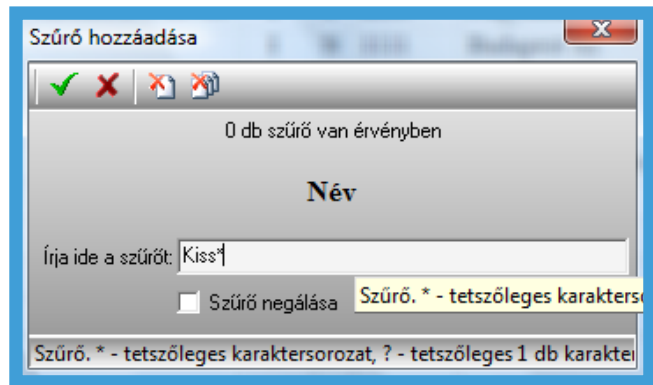 Szűrő hozzáadása
0 db szűrő van érvényben
Név
Írja ide a szűrőt: Kiss*
Szűrő negálása
Szűrő. * - tetszőleges karakterso
Szűrő. * - tetszőleges karaktersorozat, ? - tetszőleges 1 db karakter